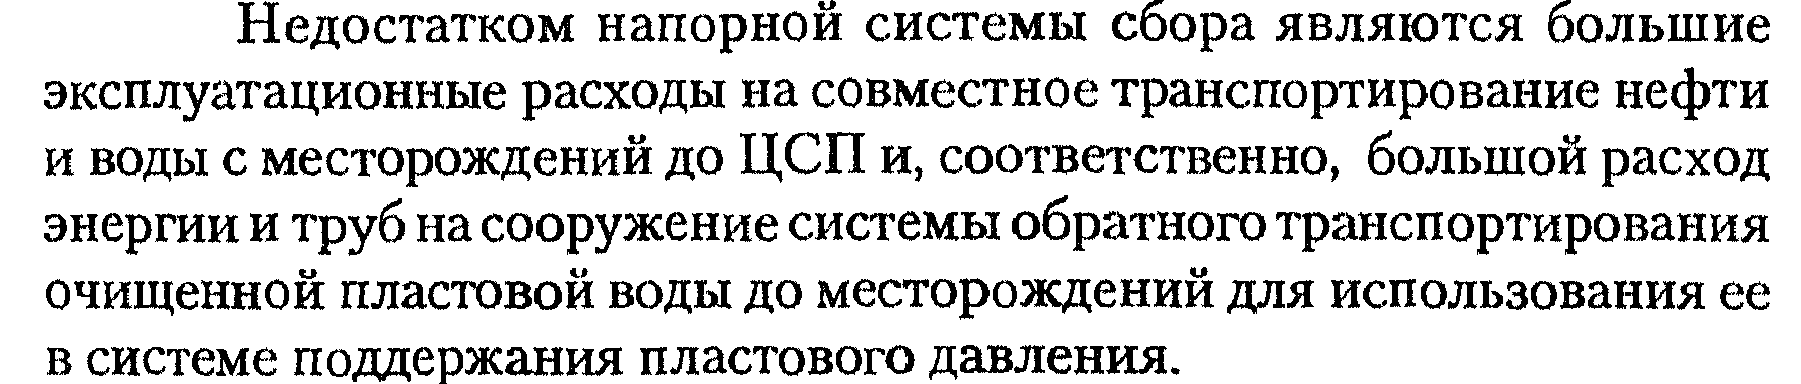 Недостатком напорной системы сбора являются большие
эксплуатационные расходы на совместное транспортирование нефти
и воды с месторождений до ЦСП и, соответственно, большой расход
энергии и труб на сооружение системы обратного транспортирования
очищенной пластовой воды до месторождений для использования ее
в системе поддержания пластового давления.